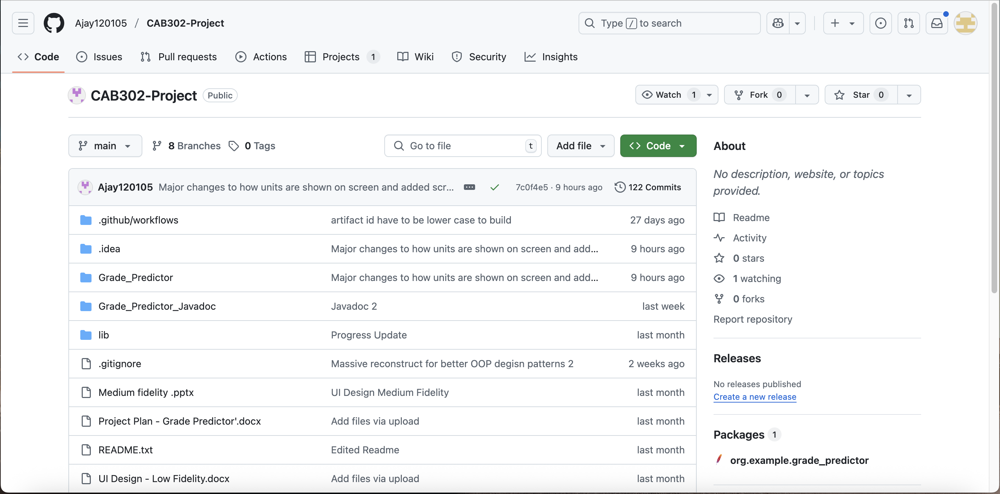 Ajay120105 / CAB302-Project
Type / to search
Code
Issues
Pull requests
Actions
Projects 1
Wiki
Security
Insights
CAB302-Project Public
Watch 1
Fork 0
Star 0
main
8 Branches
0 Tags
Go to file t
Add file
Code
Ajay120105 Major changes to how units are shown on screen and added scr... 7c0f4e5 · 9 hours ago 122 Commits
.github/workflows artifact id have to be lower case to build 27 days ago
.idea Major changes to how units are shown on screen and add... 9 hours ago
Grade_Predictor Major changes to how units are shown on screen and add... 9 hours ago
Grade_Predictor_Javadoc Javadoc 2 last week
lib Progress Update last month
.gitignore Massive reconstruct for better OOP degisn patterns 2 2 weeks ago
Medium fidelity .pptx UI Design Medium Fidelity last month
Project Plan - Grade Predictor'.docx Add files via upload last month
README.txt Edited Readme last month
UI Design - Low Fidelity.docx Add files via upload last month
About
No description, website, or topics
provided.
Readme
Activity
0 stars
1 watching
0 forks
Report repository
Releases
No releases published
Create a new release
Packages 1
org.example.grade_predictor